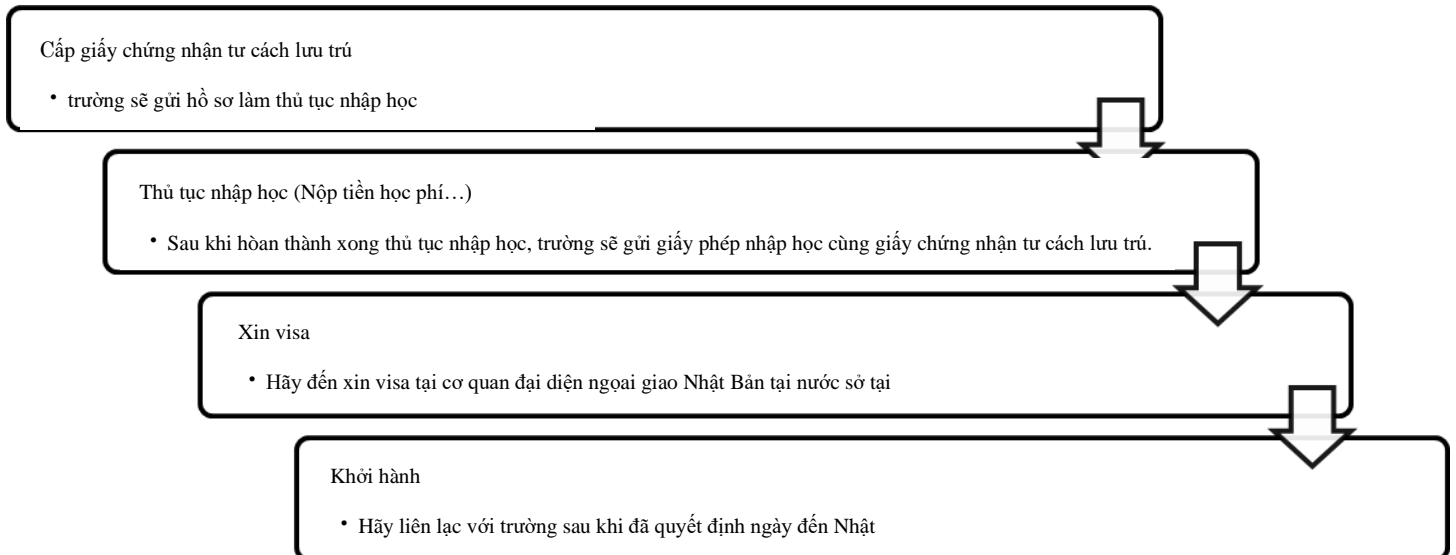 Cấp giấy chứng nhận tư cách lưu trú
• trường sẽ gửi hồ sơ làm thủ tục nhập học
Thủ tục nhập học (Nộp tiền học phí…)
• Sau khi hòan thành xong thủ tục nhập học, trường sẽ gửi giấy phép nhập học cùng giấy chứng nhận tư cách lưu trú.
Xin visa
• Hãy đến xin visa tại cơ quan đại diện ngọai giao Nhật Bản tại nước sở tại
Khởi hành
• Hãy liên lạc với trường sau khi đã quyết định ngày đến Nhật